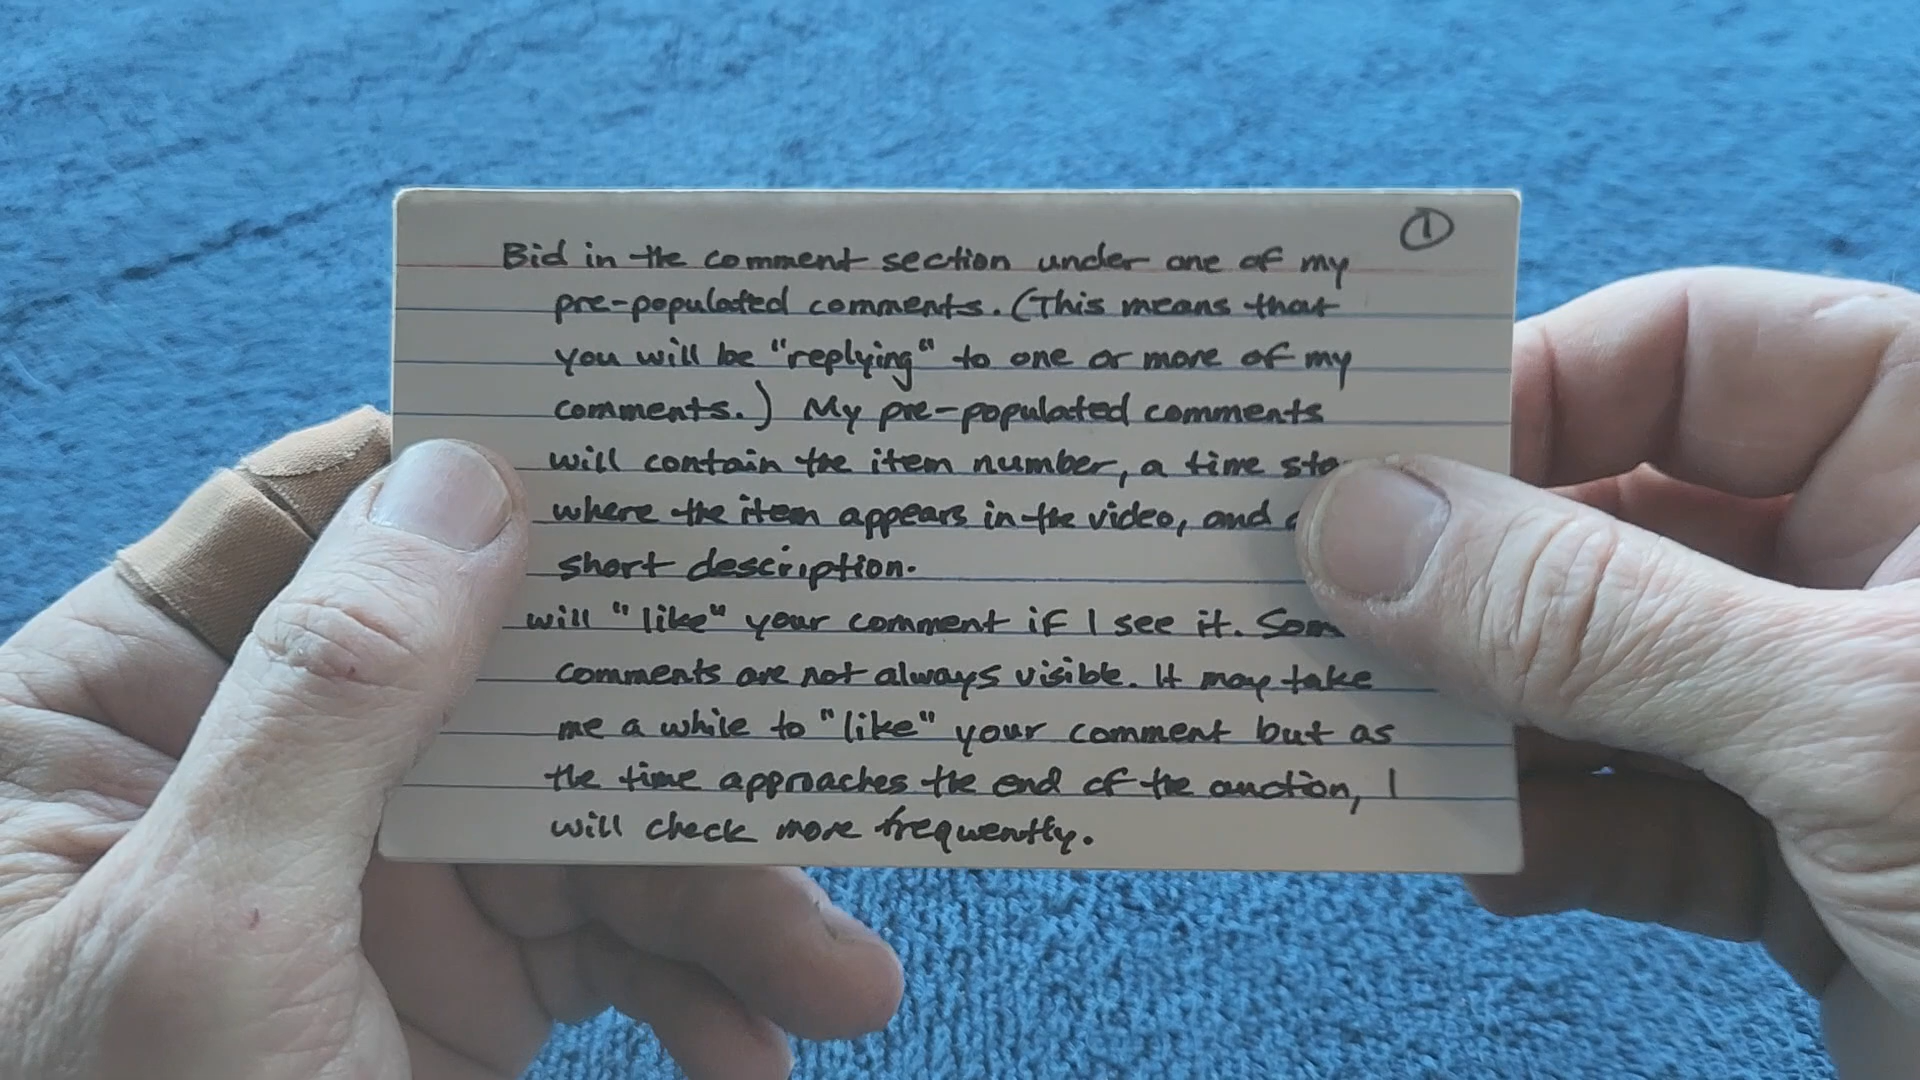 ①
Bid in the comment section under one of my
pre-populated comments. (This means that
you will be "replying" to one or more of my
comments.) My pre-populated comments
will contain the item number, a time
where the item appears in the video, and
short description.
will "like" your comment if I see it.
comments are not always visible. It may take
me a while to "like" your comment but as
the time approaches the end of the auction, I
will check more frequently.